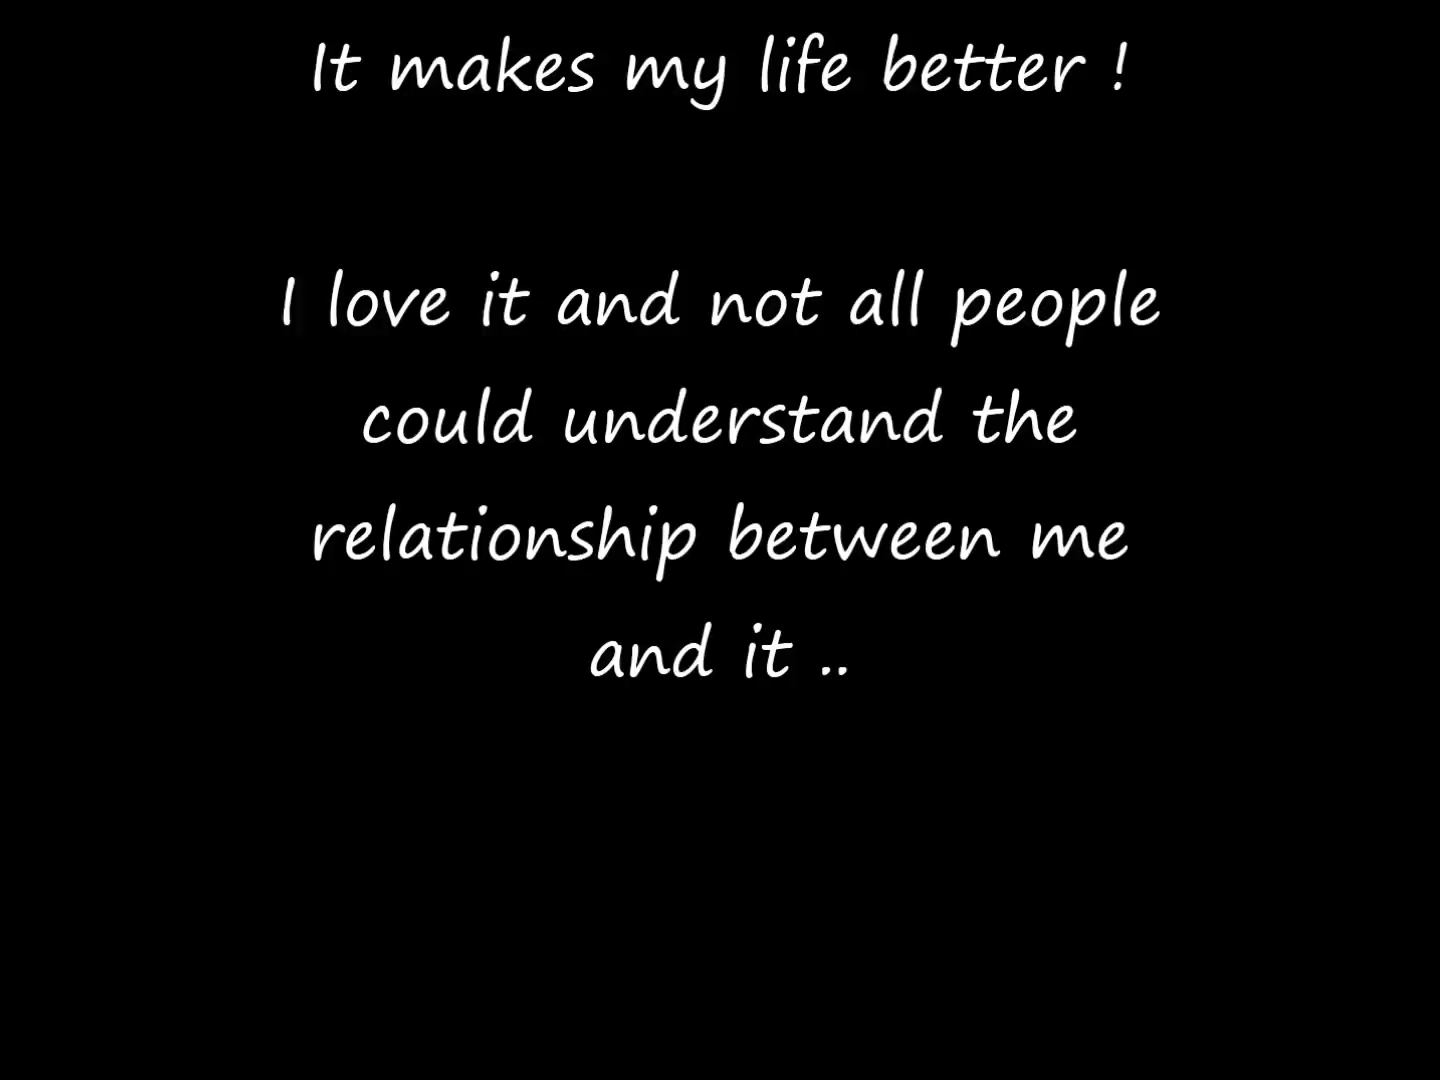 It makes my life better !
I love it and not all people
could understand the
relationship between me
and it ..